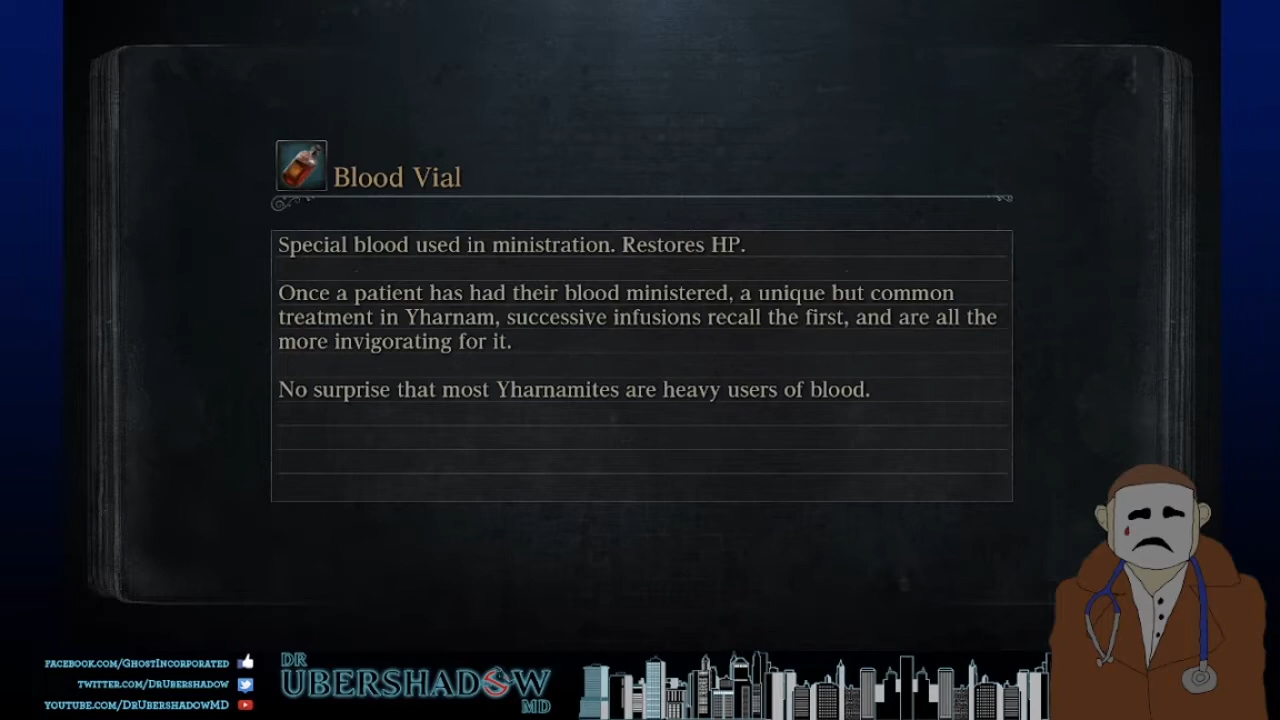 Blood Vial
Special blood used in ministration. Restores HP.
Once a patient has had their blood ministered, a unique but common
treatment in Yharnam, successive infusions recall the first, and are all the
more invigorating for it.
No surprise that most Yharnamites are heavy users of blood.
FACEBOOK.COM/GHOSTINCORPORATED
TWITTER.COM/DRUBERSHADOW
YOUTUBE.COM/DRUBERSHADOWMD
DR
UBERSHADOW
MD